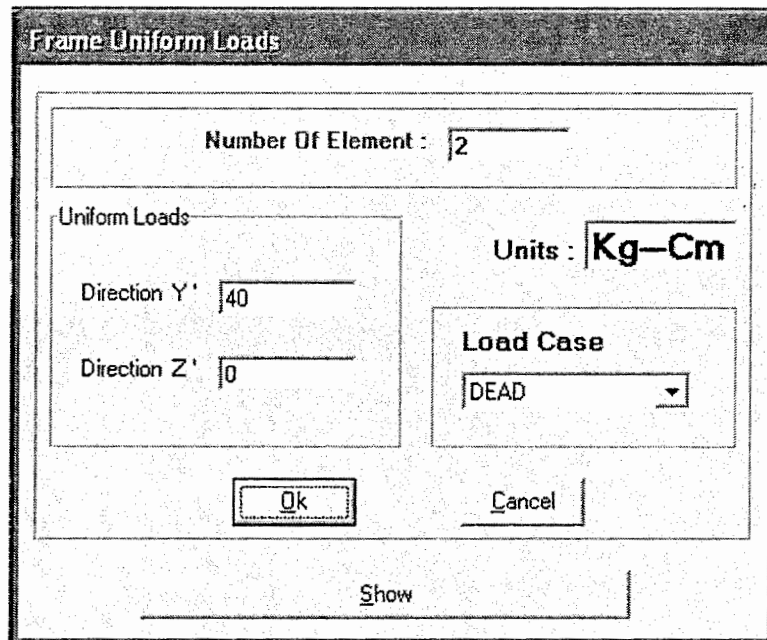 Frame Uniform Loads
Number Of Element : 2
Uniform Loads
Units : Kg-Cm
Direction Y' 40
Load Case
Direction Z' 0
DEAD
Ok
Cancel
Show